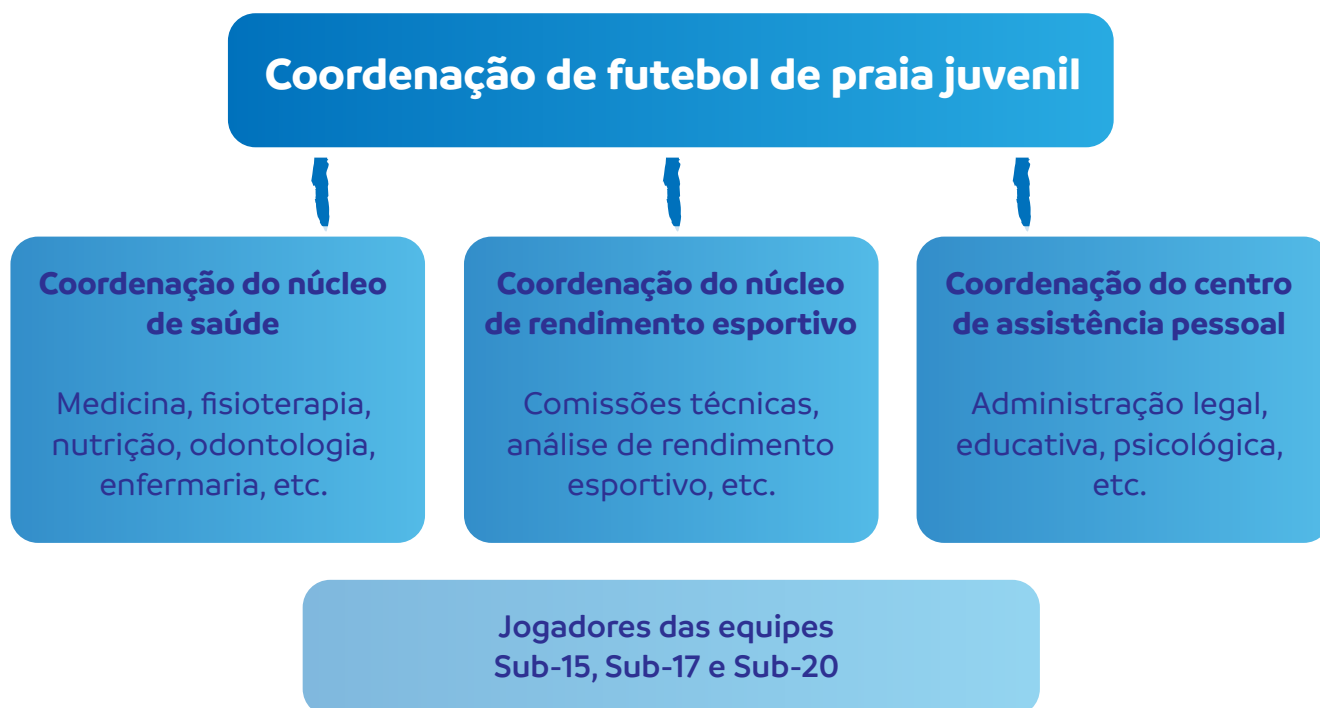 Coordenação de futebol de praia juvenil
Coordenação do núcleo
de saúde
Medicina, fisioterapia,
nutrição, odontologia,
enfermaria, etc.
Coordenação do núcleo
de rendimento esportivo
Comissões técnicas,
análise de rendimento
esportivo, etc.
Coordenação do centro
de assistência pessoal
Administração legal,
educativa, psicológica,
etc.
Jogadores das equipes
Sub-15, Sub-17 e Sub-20